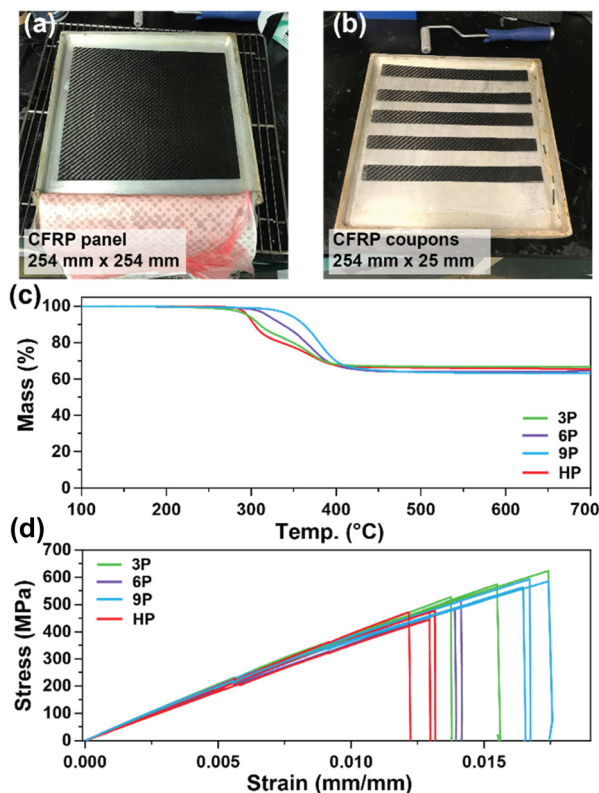 (a)
CFRP panel
254 mm x 254 mm
(b)
CFRP coupons
254 mm x 25 mm
(c)
100
80
60
40
20
0
Mass (%)
3P
6P
9P
HP
100
200
300
400
500
600
700
Temp. (°C)
(d)
700
600
500
400
300
200
100
0
Stress (MPa)
3P
6P
9P
HP
0.000
0.005
0.010
0.015
Strain (mm/mm)